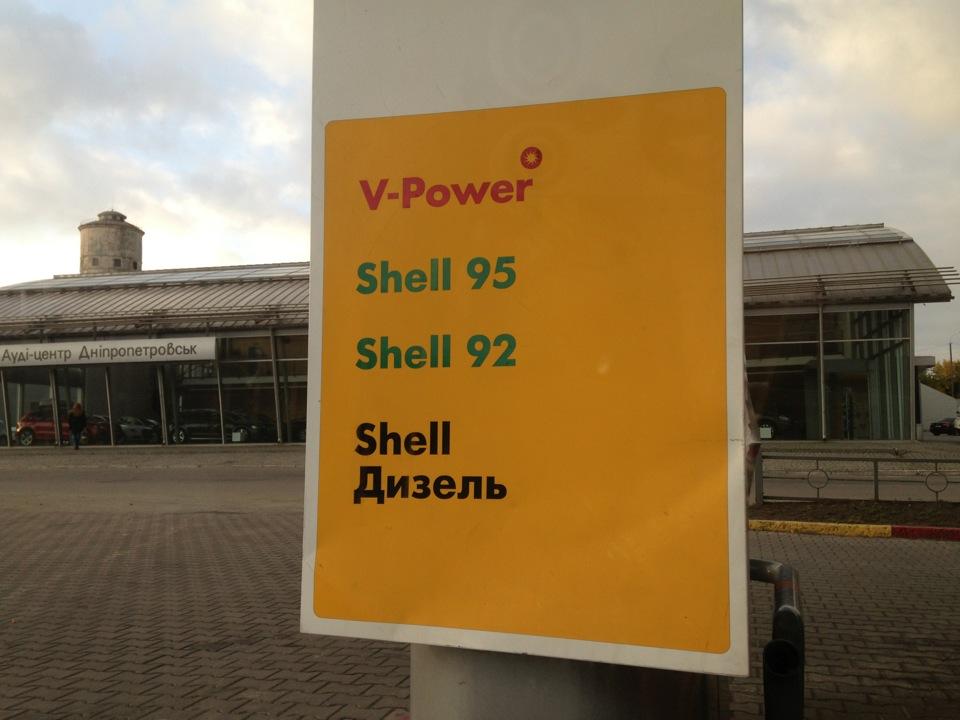 V-Power
Shell 95
Shell 92
Shell
Дизель
Ауді-центр Дніпропетровськ